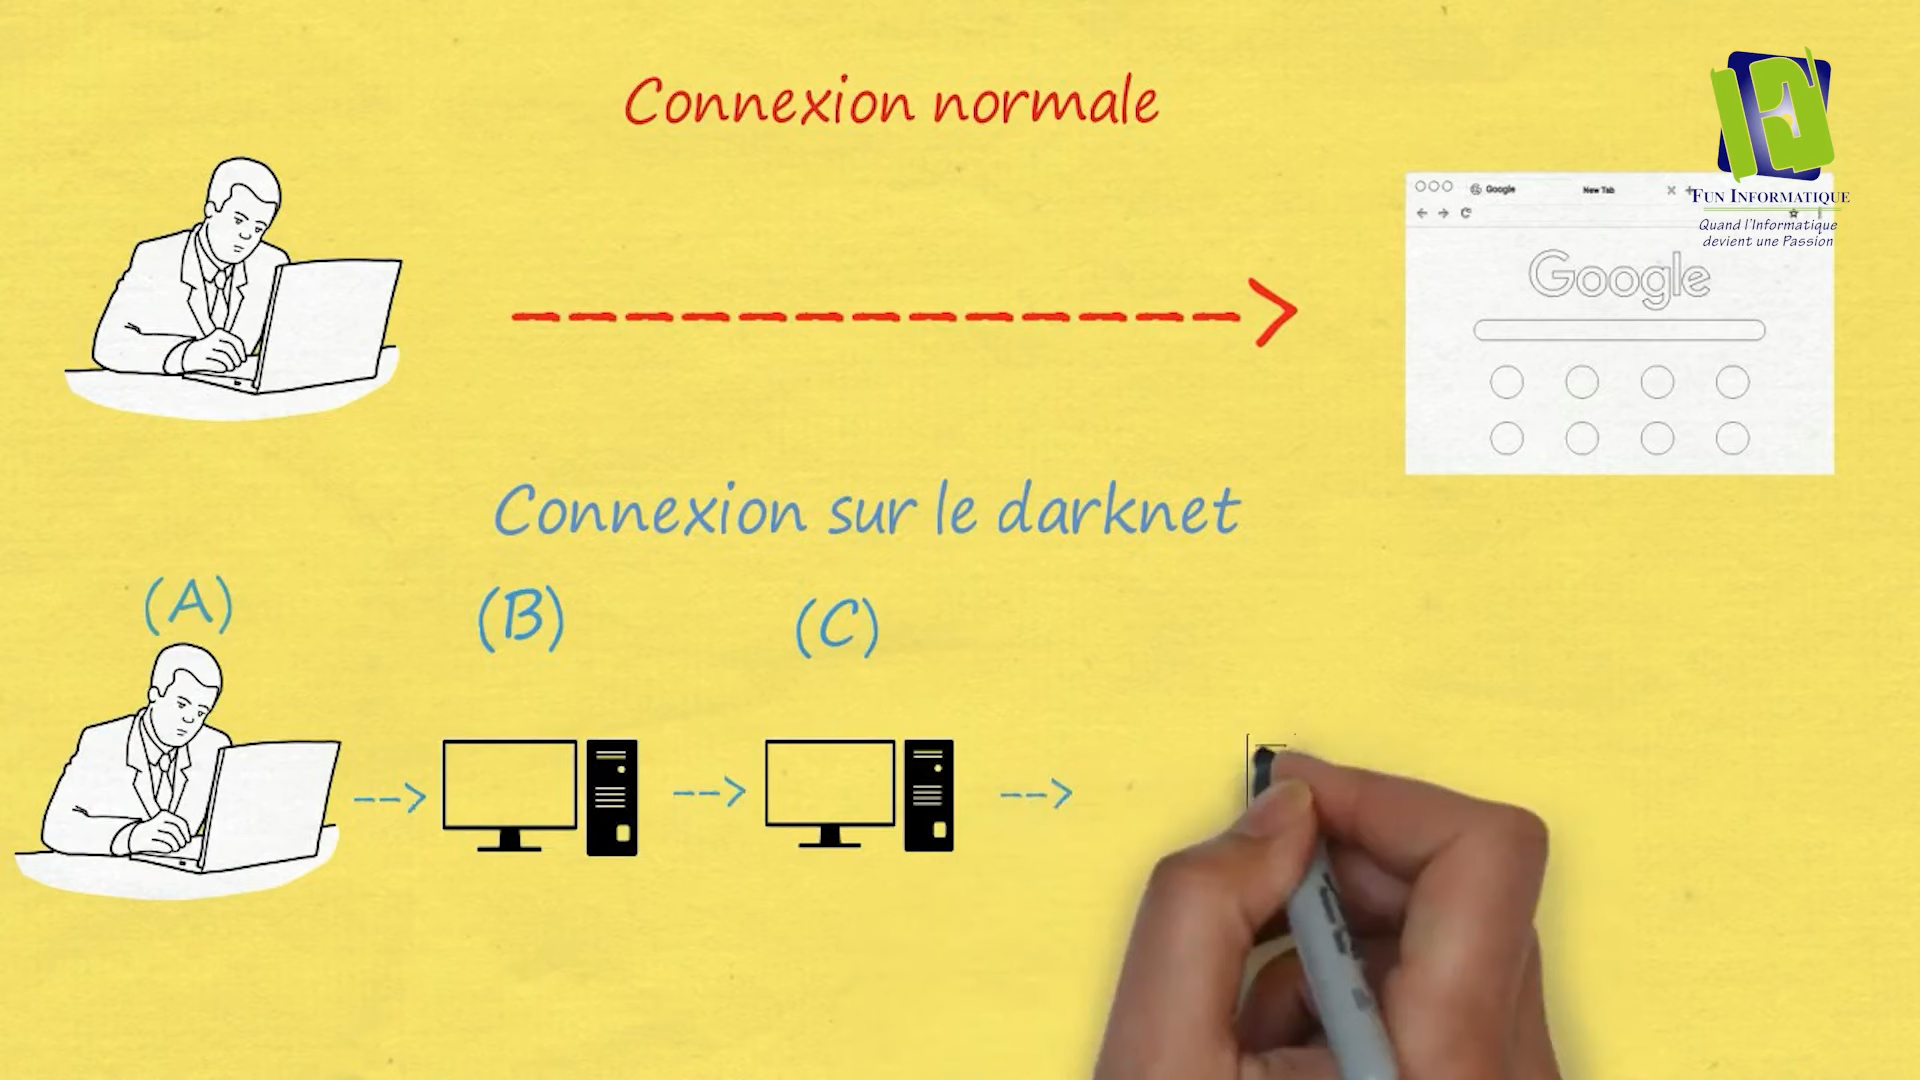 Connexion normale
FUN INFORMATIQUE
Quand l'Informatique
devient une Passion
Google
New Tab
Google
Connexion sur le darknet
(A)
(B)
(C)